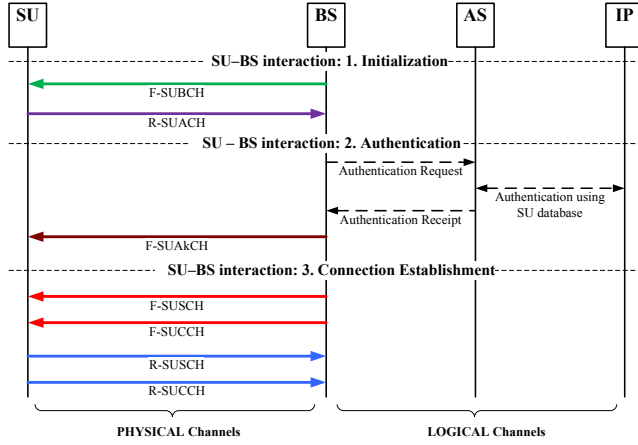 SU BS AS IP
SU–BS interaction: 1. Initialization
F-SUBCH
R-SUACH
SU – BS interaction: 2. Authentication
Authentication Request
Authentication using
SU database
Authentication Receipt
F-SUAkCH
SU–BS interaction: 3. Connection Establishment
F-SUSCH
F-SUCCH
R-SUSCH
R-SUCCH
PHYSICAL Channels LOGICAL Channels